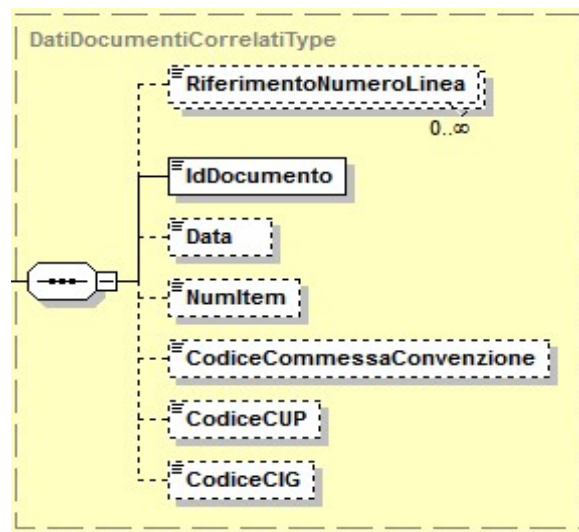 DatiDocumentiCorrelatiType
RiferimentoNumeroLinea
0..∞
IdDocumento
Data
NumItem
CodiceCommessaConvenzione
CodiceCUP
CodiceCIG